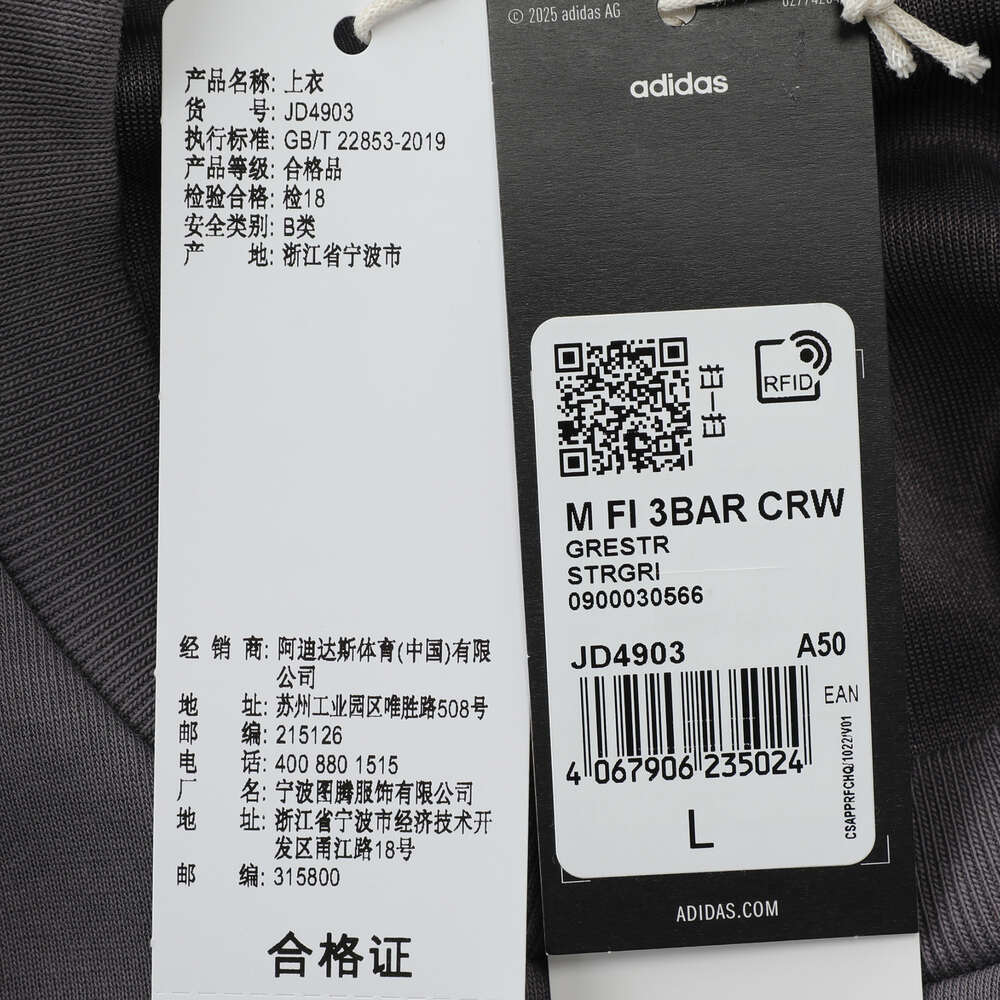 产品名称: 上衣
货 号: JD4903
执行标准: GB/T 22853-2019
产品等级: 合格品
检验合格: 检18
安全类别: B类
产 地: 浙江省宁波市
经 销 商: 阿迪达斯体育(中国)有限
公司
地 址: 苏州工业园区唯胜路508号
邮 编: 215126
电 话: 400 880 1515
厂 名: 宁波图腾服饰有限公司
地 址: 浙江省宁波市经济技术开
发区甬江路18号
邮 编: 315800
合格证
© 2025 adidas AG
adidas
扫一扫
RFID
M FI 3BAR CRW
GRESTR
STRGRI
0900030566
JD4903 A50
EAN
4 067906 235024
CSAPPRFCHQ/1022/V01
L
ADIDAS.COM